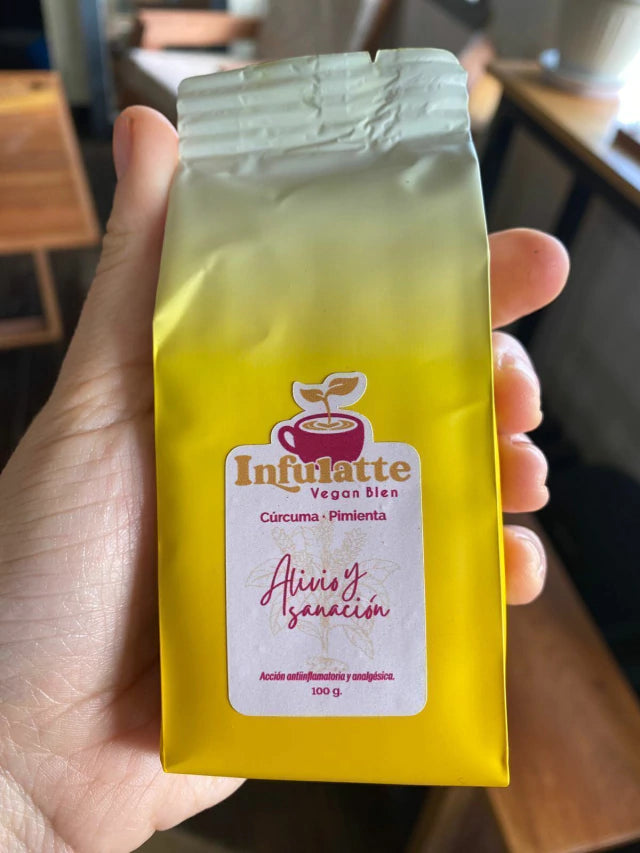 Infulatte
Vegan Blen
Cúrcuma · Pimienta
Alivio y
sanación
Acción antiinflamatoria y analgésica.
100 g.